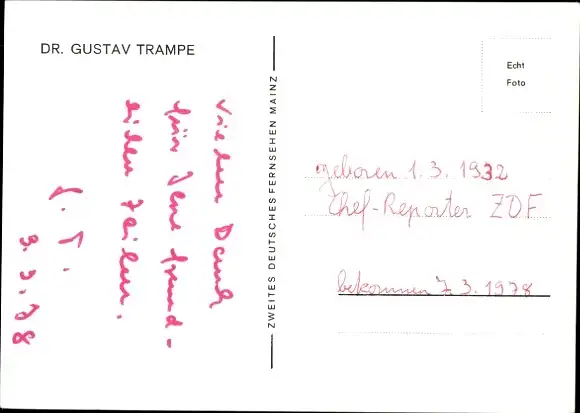 DR. GUSTAV TRAMPE
vielen Dank
für Jene freund-
lichen Zeilen.
G. T.
3.3.78
ZWEITES DEUTSCHES FERNSEHEN MAINZ
Echt
Foto
geboren 1.3.1932
Chef-Reporter ZDF
bekommen 7.3.1978